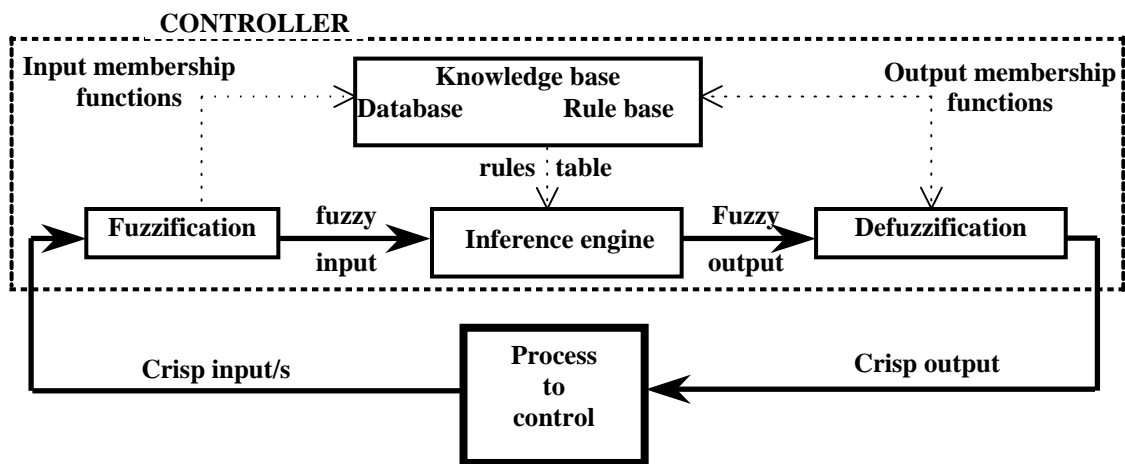 CONTROLLER
Input membership
functions
Knowledge base
Database Rule base
Output membership
functions
rules table
Fuzzification
fuzzy
input
Inference engine
Fuzzy
output
Defuzzification
Crisp input/s
Process
to
control
Crisp output